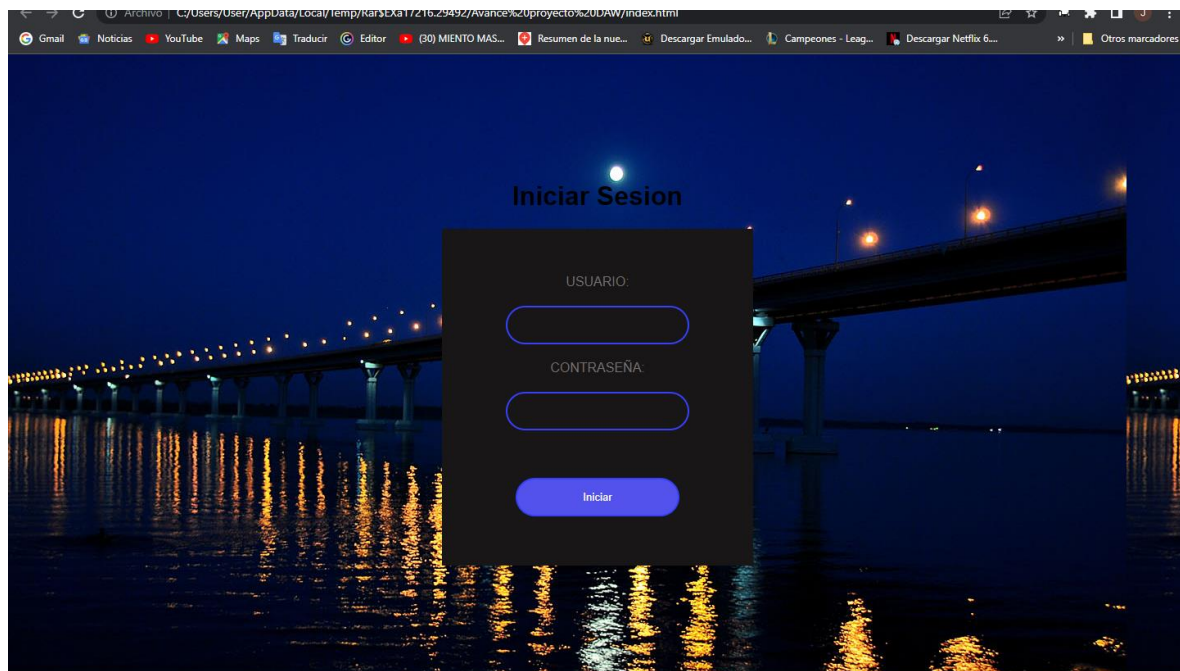 Archivo | C:/Users/User/AppData/Local/Temp/Rar$EXa17216.29492/Avance%20proyecto%20DAW/index.html
Gmail Noticias YouTube Maps Traducir Editor (30) MIENTO MAS... Resumen de la nue... Descargar Emulado... Campeones - Leag... Descargar Netflix 6.... » Otros marcadores
Iniciar Sesion
USUARIO:
CONTRASEÑA:
Iniciar